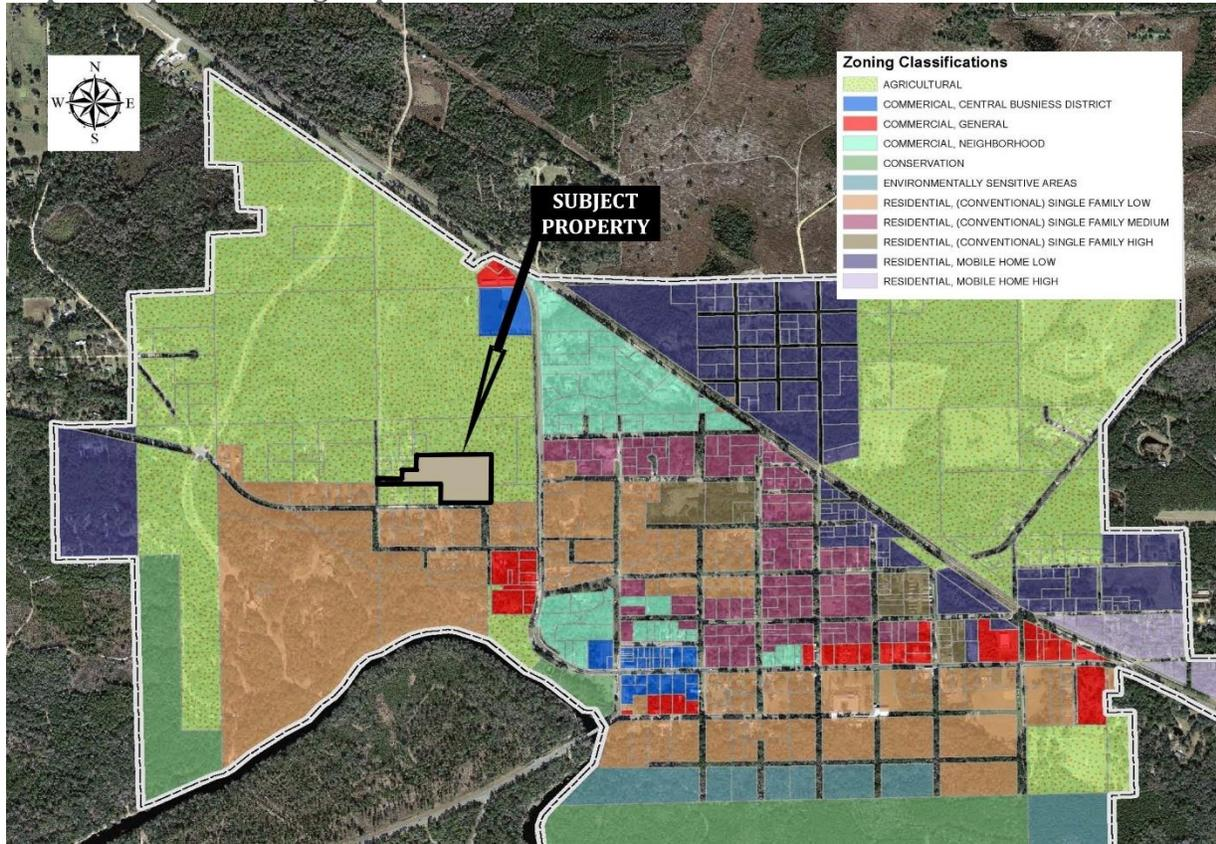 N
W E
S
SUBJECT
PROPERTY
Zoning Classifications
AGRICULTURAL
COMMERICAL, CENTRAL BUSNIESS DISTRICT
COMMERCIAL, GENERAL
COMMERCIAL, NEIGHBORHOOD
CONSERVATION
ENVIRONMENTALLY SENSITIVE AREAS
RESIDENTIAL, (CONVENTIONAL) SINGLE FAMILY LOW
RESIDENTIAL, (CONVENTIONAL) SINGLE FAMILY MEDIUM
RESIDENTIAL, (CONVENTIONAL) SINGLE FAMILY HIGH
RESIDENTIAL, MOBILE HOME LOW
RESIDENTIAL, MOBILE HOME HIGH